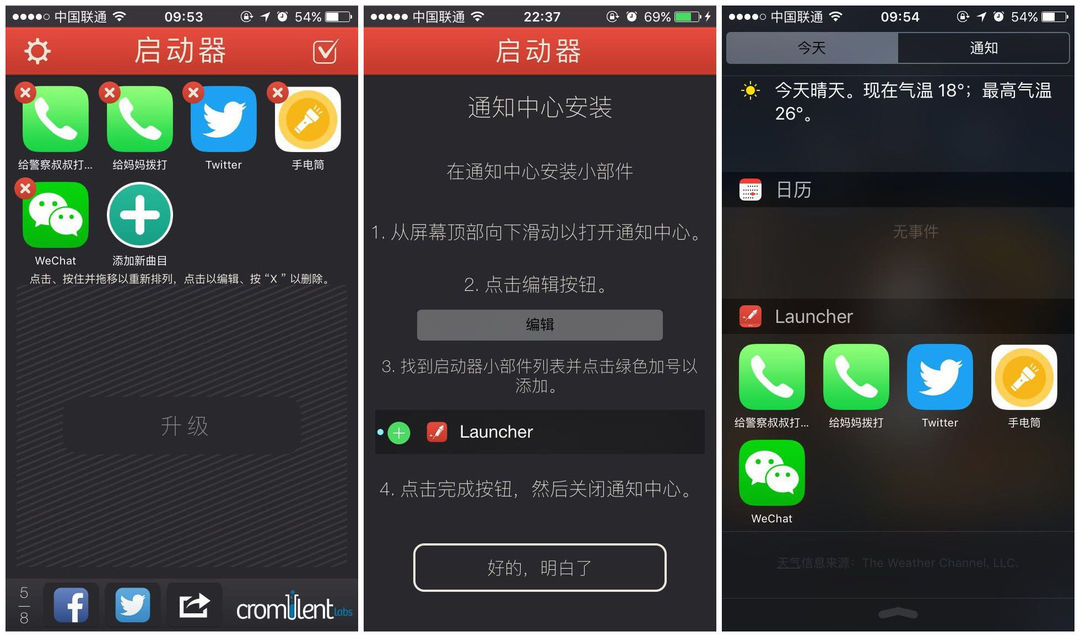 中国联通 09:53 54%
启动器
给警察叔叔打... 给妈妈拨打 Twitter 手电筒
WeChat 添加新曲目
点击、按住并拖移以重新排列，点击以编辑、按 “X ” 以删除。
升级
5
8
f
cromulent labs
中国联通 22:37 69%
启动器
通知中心安装
在通知中心安装小部件
1. 从屏幕顶部向下滑动以打开通知中心。
2. 点击编辑按钮。
编辑
3. 找到启动器小部件列表并点击绿色加号以
添加。
Launcher
4. 点击完成按钮，然后关闭通知中心。
好的，明白了
中国联通 09:54 54%
今天 通知
今天晴天。现在气温 18°；最高气温
26°。
日历
无事件
Launcher
给警察叔叔打... 给妈妈拨打 Twitter 手电筒
WeChat
天气信息来源：The Weather Channel, LLC.